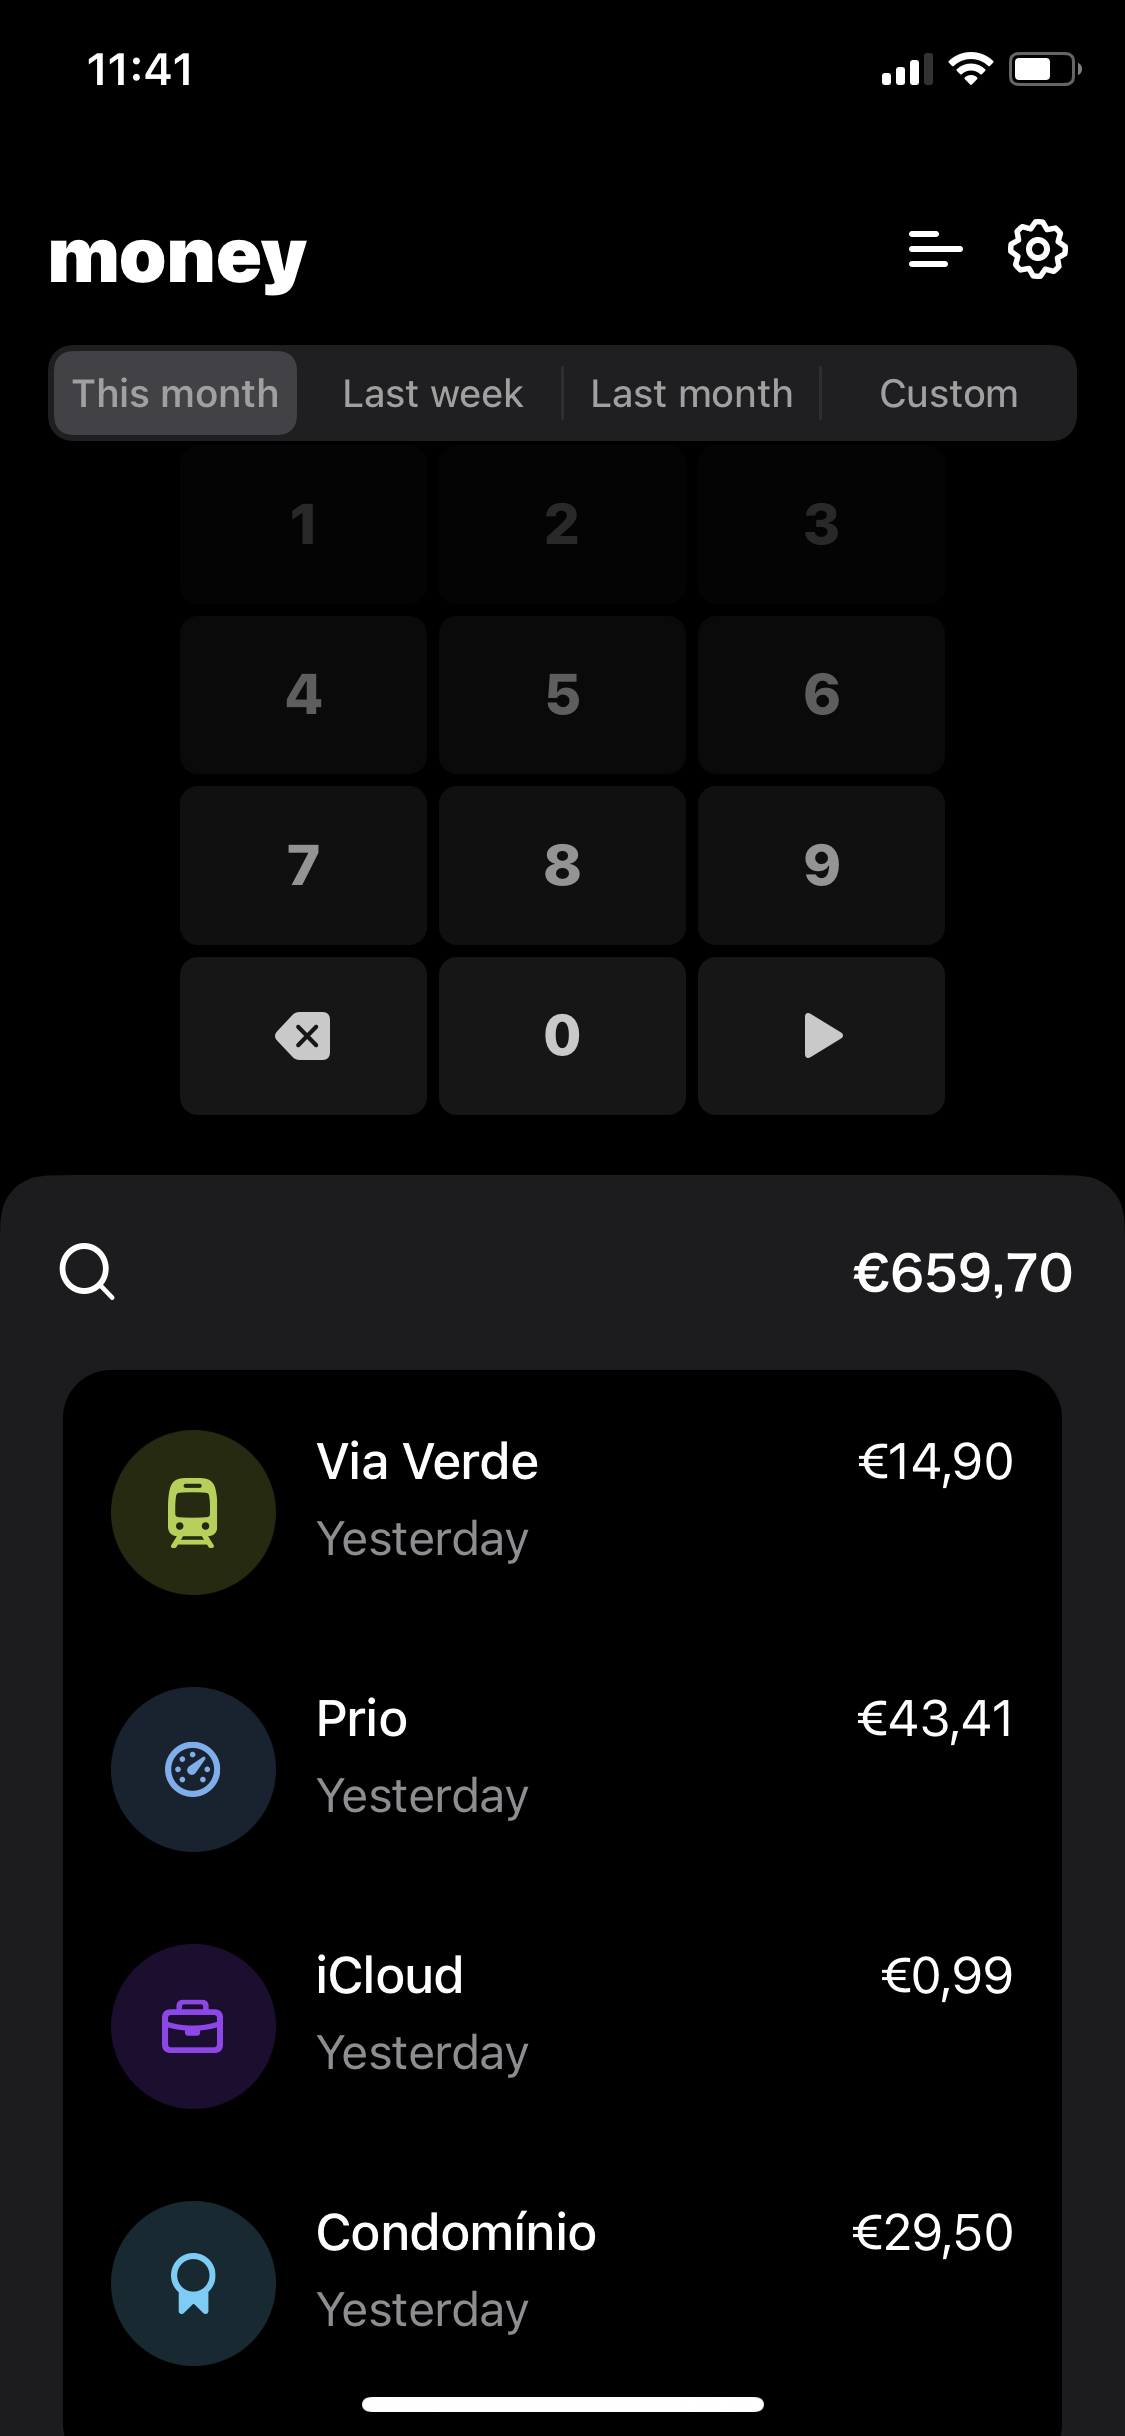 11:41
money
This month Last week Last month Custom
1 2 3
4 5 6
7 8 9
0
€659,70
Via Verde €14,90
Yesterday
Prio €43,41
Yesterday
iCloud €0,99
Yesterday
Condomínio €29,50
Yesterday